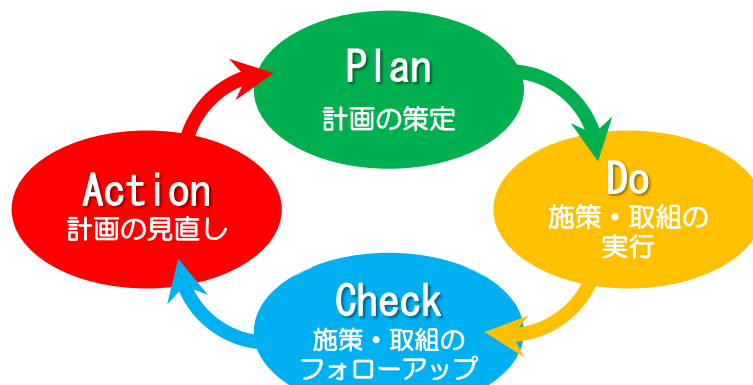 Plan
計画の策定
Do
施策・取組の
実行
Check
施策・取組の
フォローアップ
Action
計画の見直し